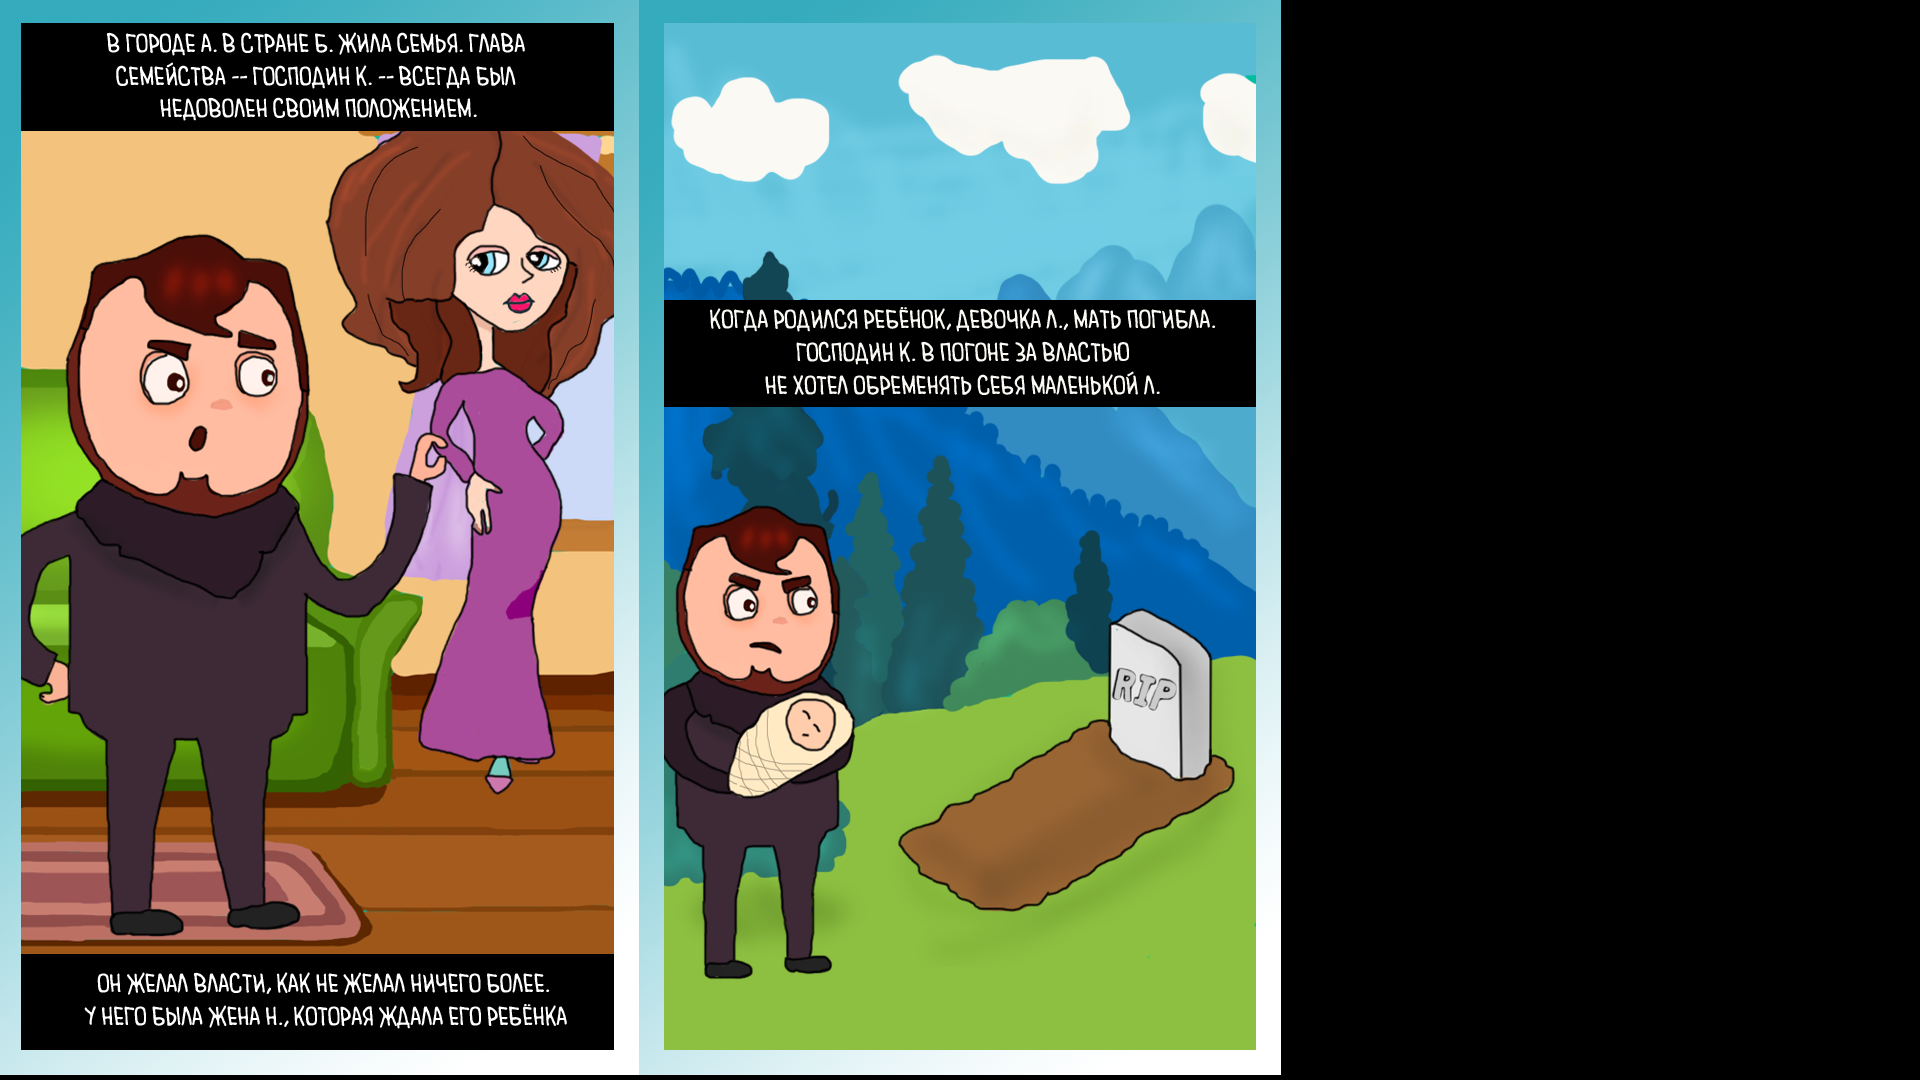 В ГОРОДЕ А. В СТРАНЕ Б. ЖИЛА СЕМЬЯ. ГЛАВА
СЕМЕЙСТВА -- ГОСПОДИН К. -- ВСЕГДА БЫЛ
НЕДОВОЛЕН СВОИМ ПОЛОЖЕНИЕМ.
ОН ЖЕЛАЛ ВЛАСТИ, КАК НЕ ЖЕЛАЛ НИЧЕГО БОЛЕЕ.
У НЕГО БЫЛА ЖЕНА Н., КОТОРАЯ ЖДАЛА ЕГО РЕБЁНКА
КОГДА РОДИЛСЯ РЕБЁНОК, ДЕВОЧКА Л., МАТЬ ПОГИБЛА.
ГОСПОДИН К. В ПОГОНЕ ЗА ВЛАСТЬЮ
НЕ ХОТЕЛ ОБРЕМЕНЯТЬ СЕБЯ МАЛЕНЬКОЙ Л.
RIP